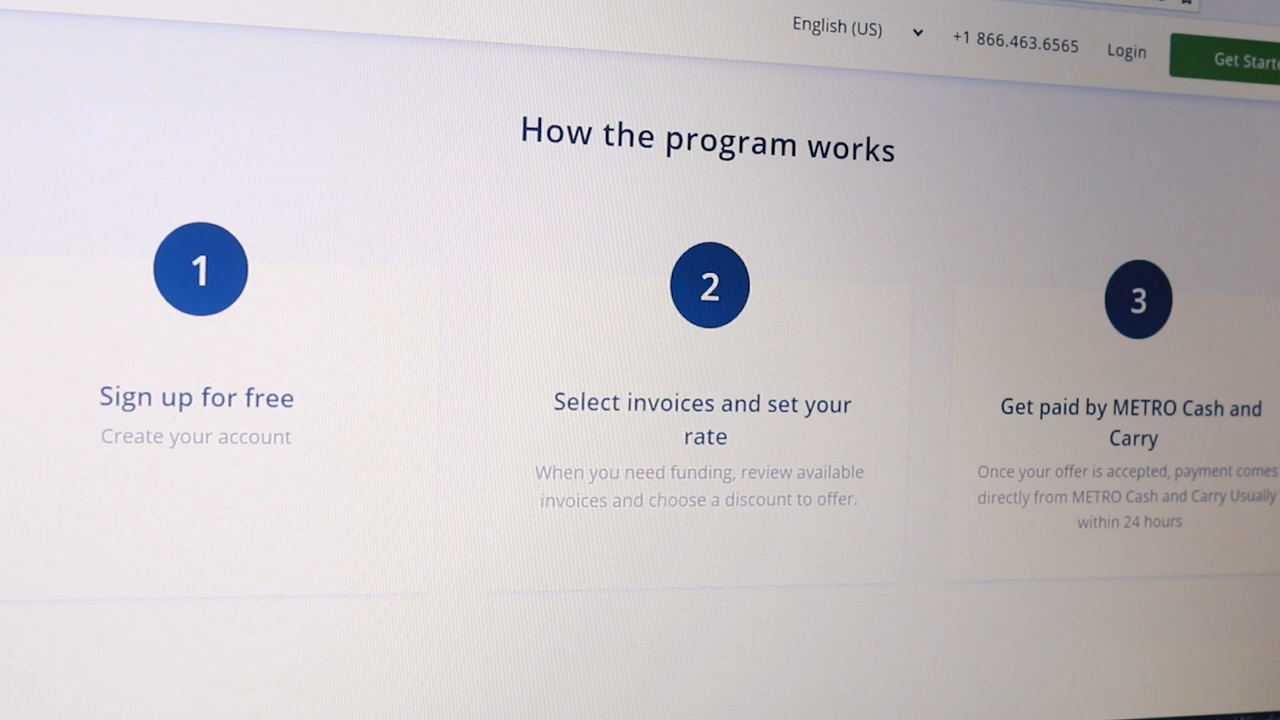 English (US)
+1 866.463.6565
Login
Get Starte
How the program works
1
Sign up for free
Create your account
2
Select invoices and set your
rate
When you need funding, review available
invoices and choose a discount to offer.
3
Get paid by METRO Cash and
Carry
Once your offer is accepted, payment comes
directly from METRO Cash and Carry Usually
within 24 hours